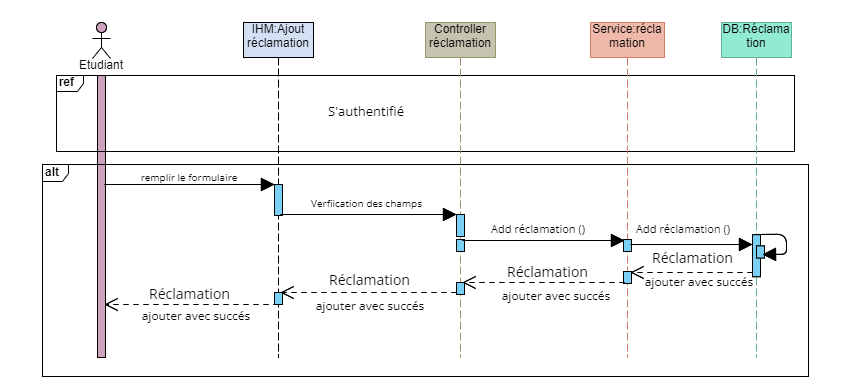 IHM:Ajout
réclamation
Controller
réclamation
Service:récla
mation
DB:Réclama
tion
Etudiant
ref
S'authentifié
alt
remplir le formulaire
Verfiication des champs
Add réclamation ()
Add réclamation ()
Réclamation
ajouter avec succés
Réclamation
ajouter avec succés
Réclamation
ajouter avec succés
Réclamation
ajouter avec succés